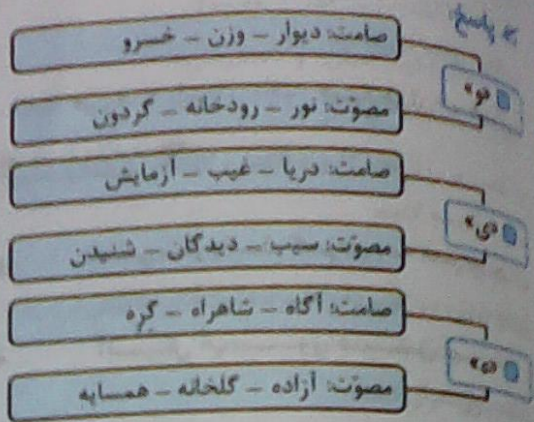 پاسخ:
صامت: دیوار – وزن – خسرو
«و»
مصوّت: نور – رودخانه – گردون
صامت: دریا – غیب – آزمایش
«ی»
مصوّت: سیب – دیدگان – شنیدن
صامت: آگاه – شاهراه – گره
«ه»
مصوّت: آزاده – گلخانه – همسایه